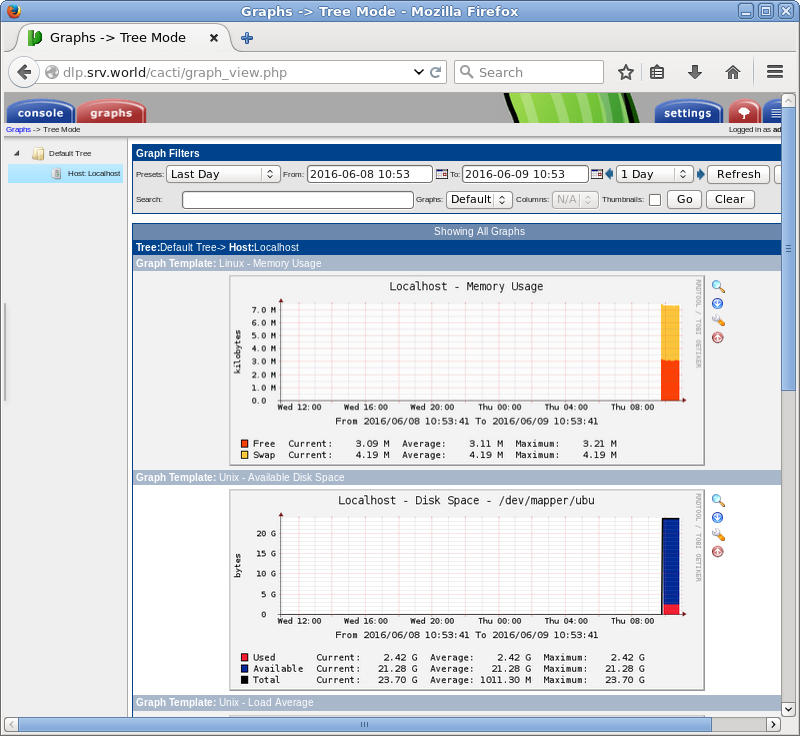 Graphs -> Tree Mode - Mozilla Firefox
Graphs -> Tree Mode
dlp.srv.world/cacti/graph_view.php
Search
console graphs settings
Graphs -> Tree Mode Logged in as ad
Default Tree
Host: Localhost
Graph Filters
Presets: Last Day From: 2016-06-08 10:53 To: 2016-06-09 10:53 1 Day Refresh
Search: Graphs: Default Columns: N/A Thumbnails: Go Clear
Showing All Graphs
Tree:Default Tree-> Host:Localhost
Graph Template: Linux - Memory Usage
Localhost - Memory Usage
RRDTOOL / TOBI OETIKER
kilobytes
7.0 M
6.0 M
5.0 M
4.0 M
3.0 M
2.0 M
1.0 M
0.0
Wed 12:00 Wed 16:00 Wed 20:00 Thu 00:00 Thu 04:00 Thu 08:00
From 2016/06/08 10:53:41 To 2016/06/09 10:53:41
Free Current: 3.09 M Average: 3.11 M Maximum: 3.21 M
Swap Current: 4.19 M Average: 4.19 M Maximum: 4.19 M
Graph Template: Unix - Available Disk Space
Localhost - Disk Space - /dev/mapper/ubu
RRDTOOL / TOBI OETIKER
bytes
20 G
15 G
10 G
5 G
0
Wed 12:00 Wed 16:00 Wed 20:00 Thu 00:00 Thu 04:00 Thu 08:00
From 2016/06/08 10:53:41 To 2016/06/09 10:53:41
Used Current: 2.42 G Average: 2.42 G Maximum: 2.42 G
Available Current: 21.28 G Average: 21.28 G Maximum: 21.28 G
Total Current: 23.70 G Average: 1011.30 M Maximum: 23.70 G
Graph Template: Unix - Load Average